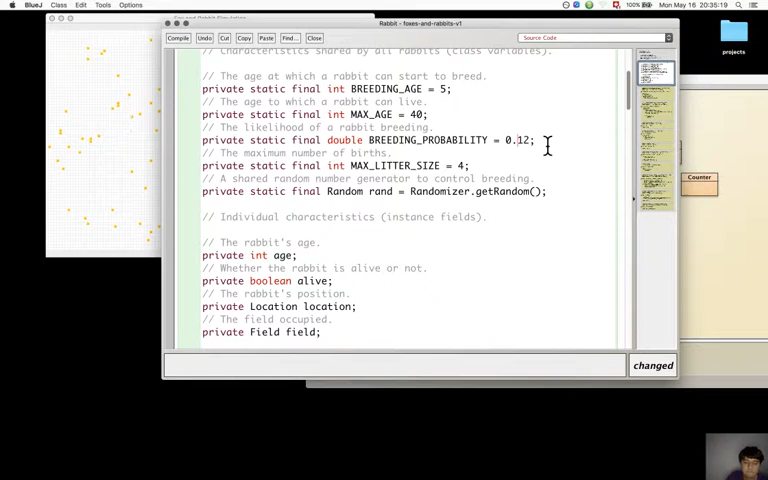 BlueJ Class Edit Tools Options 100% Mon May 16 20:35:19
Rabbit - foxes-and-rabbits-v1
Compile Undo Cut Copy Paste Find... Close Source Code
// Characteristics shared by all rabbits (class variables).
// The age at which a rabbit can start to breed.
private static final int BREEDING_AGE = 5;
// The age to which a rabbit can live.
private static final int MAX_AGE = 40;
// The likelihood of a rabbit breeding.
private static final double BREEDING_PROBABILITY = 0.12;
// The maximum number of births.
private static final int MAX_LITTER_SIZE = 4;
// A shared random number generator to control breeding.
private static final Random rand = Randomizer.getRandom();
// Individual characteristics (instance fields).
// The rabbit's age.
private int age;
// Whether the rabbit is alive or not.
private boolean alive;
// The rabbit's position.
private Location location;
// The field occupied.
private Field field;
changed
projects
Counter